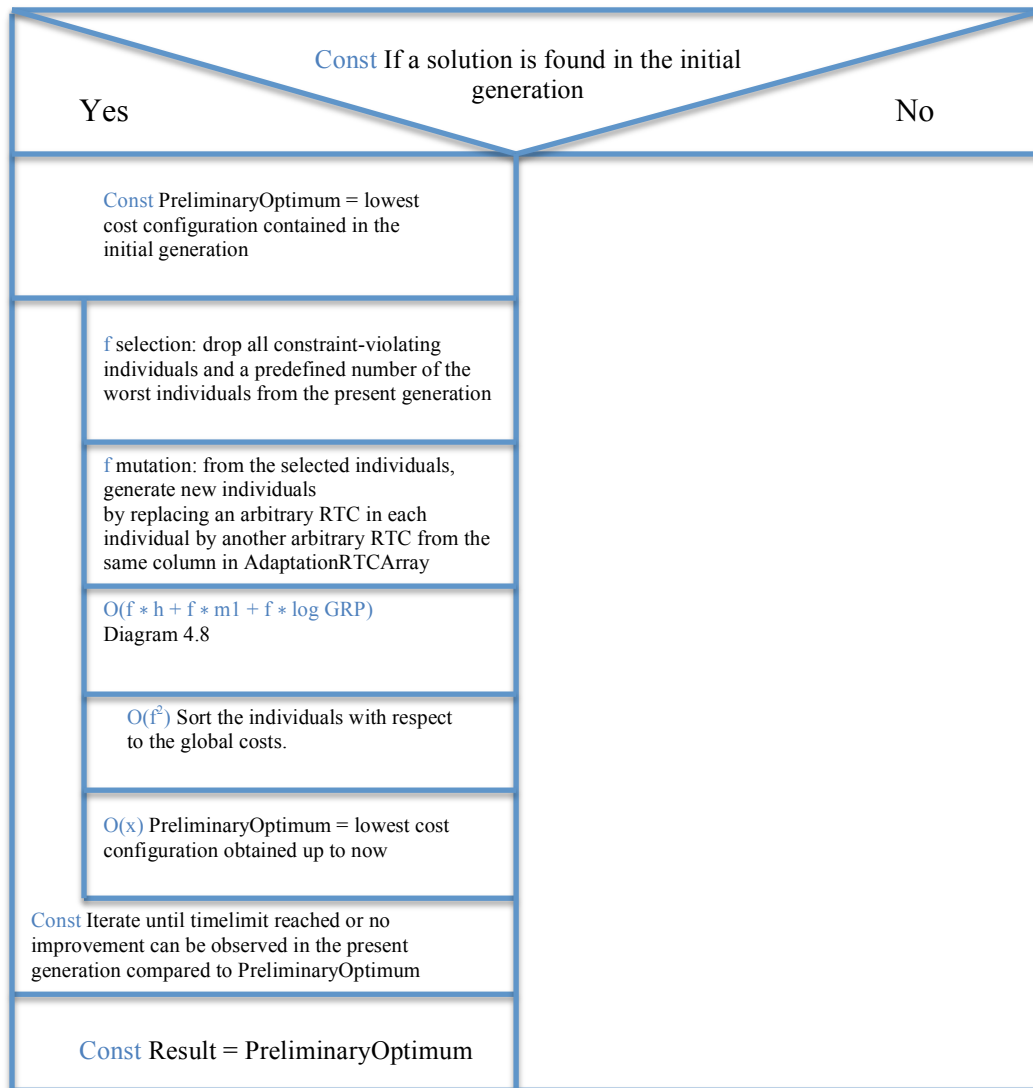 Const If a solution is found in the initial
generation
Yes
No
Const PreliminaryOptimum = lowest
cost configuration contained in the
initial generation
f selection: drop all constraint-violating
individuals and a predefined number of the
worst individuals from the present generation
f mutation: from the selected individuals,
generate new individuals
by replacing an arbitrary RTC in each
individual by another arbitrary RTC from the
same column in AdaptationRTCArray
O(f * h + f * m1 + f * log GRP)
Diagram 4.8
O(f²) Sort the individuals with respect
to the global costs.
O(x) PreliminaryOptimum = lowest cost
configuration obtained up to now
Const Iterate until timelimit reached or no
improvement can be observed in the present
generation compared to PreliminaryOptimum
Const Result = PreliminaryOptimum